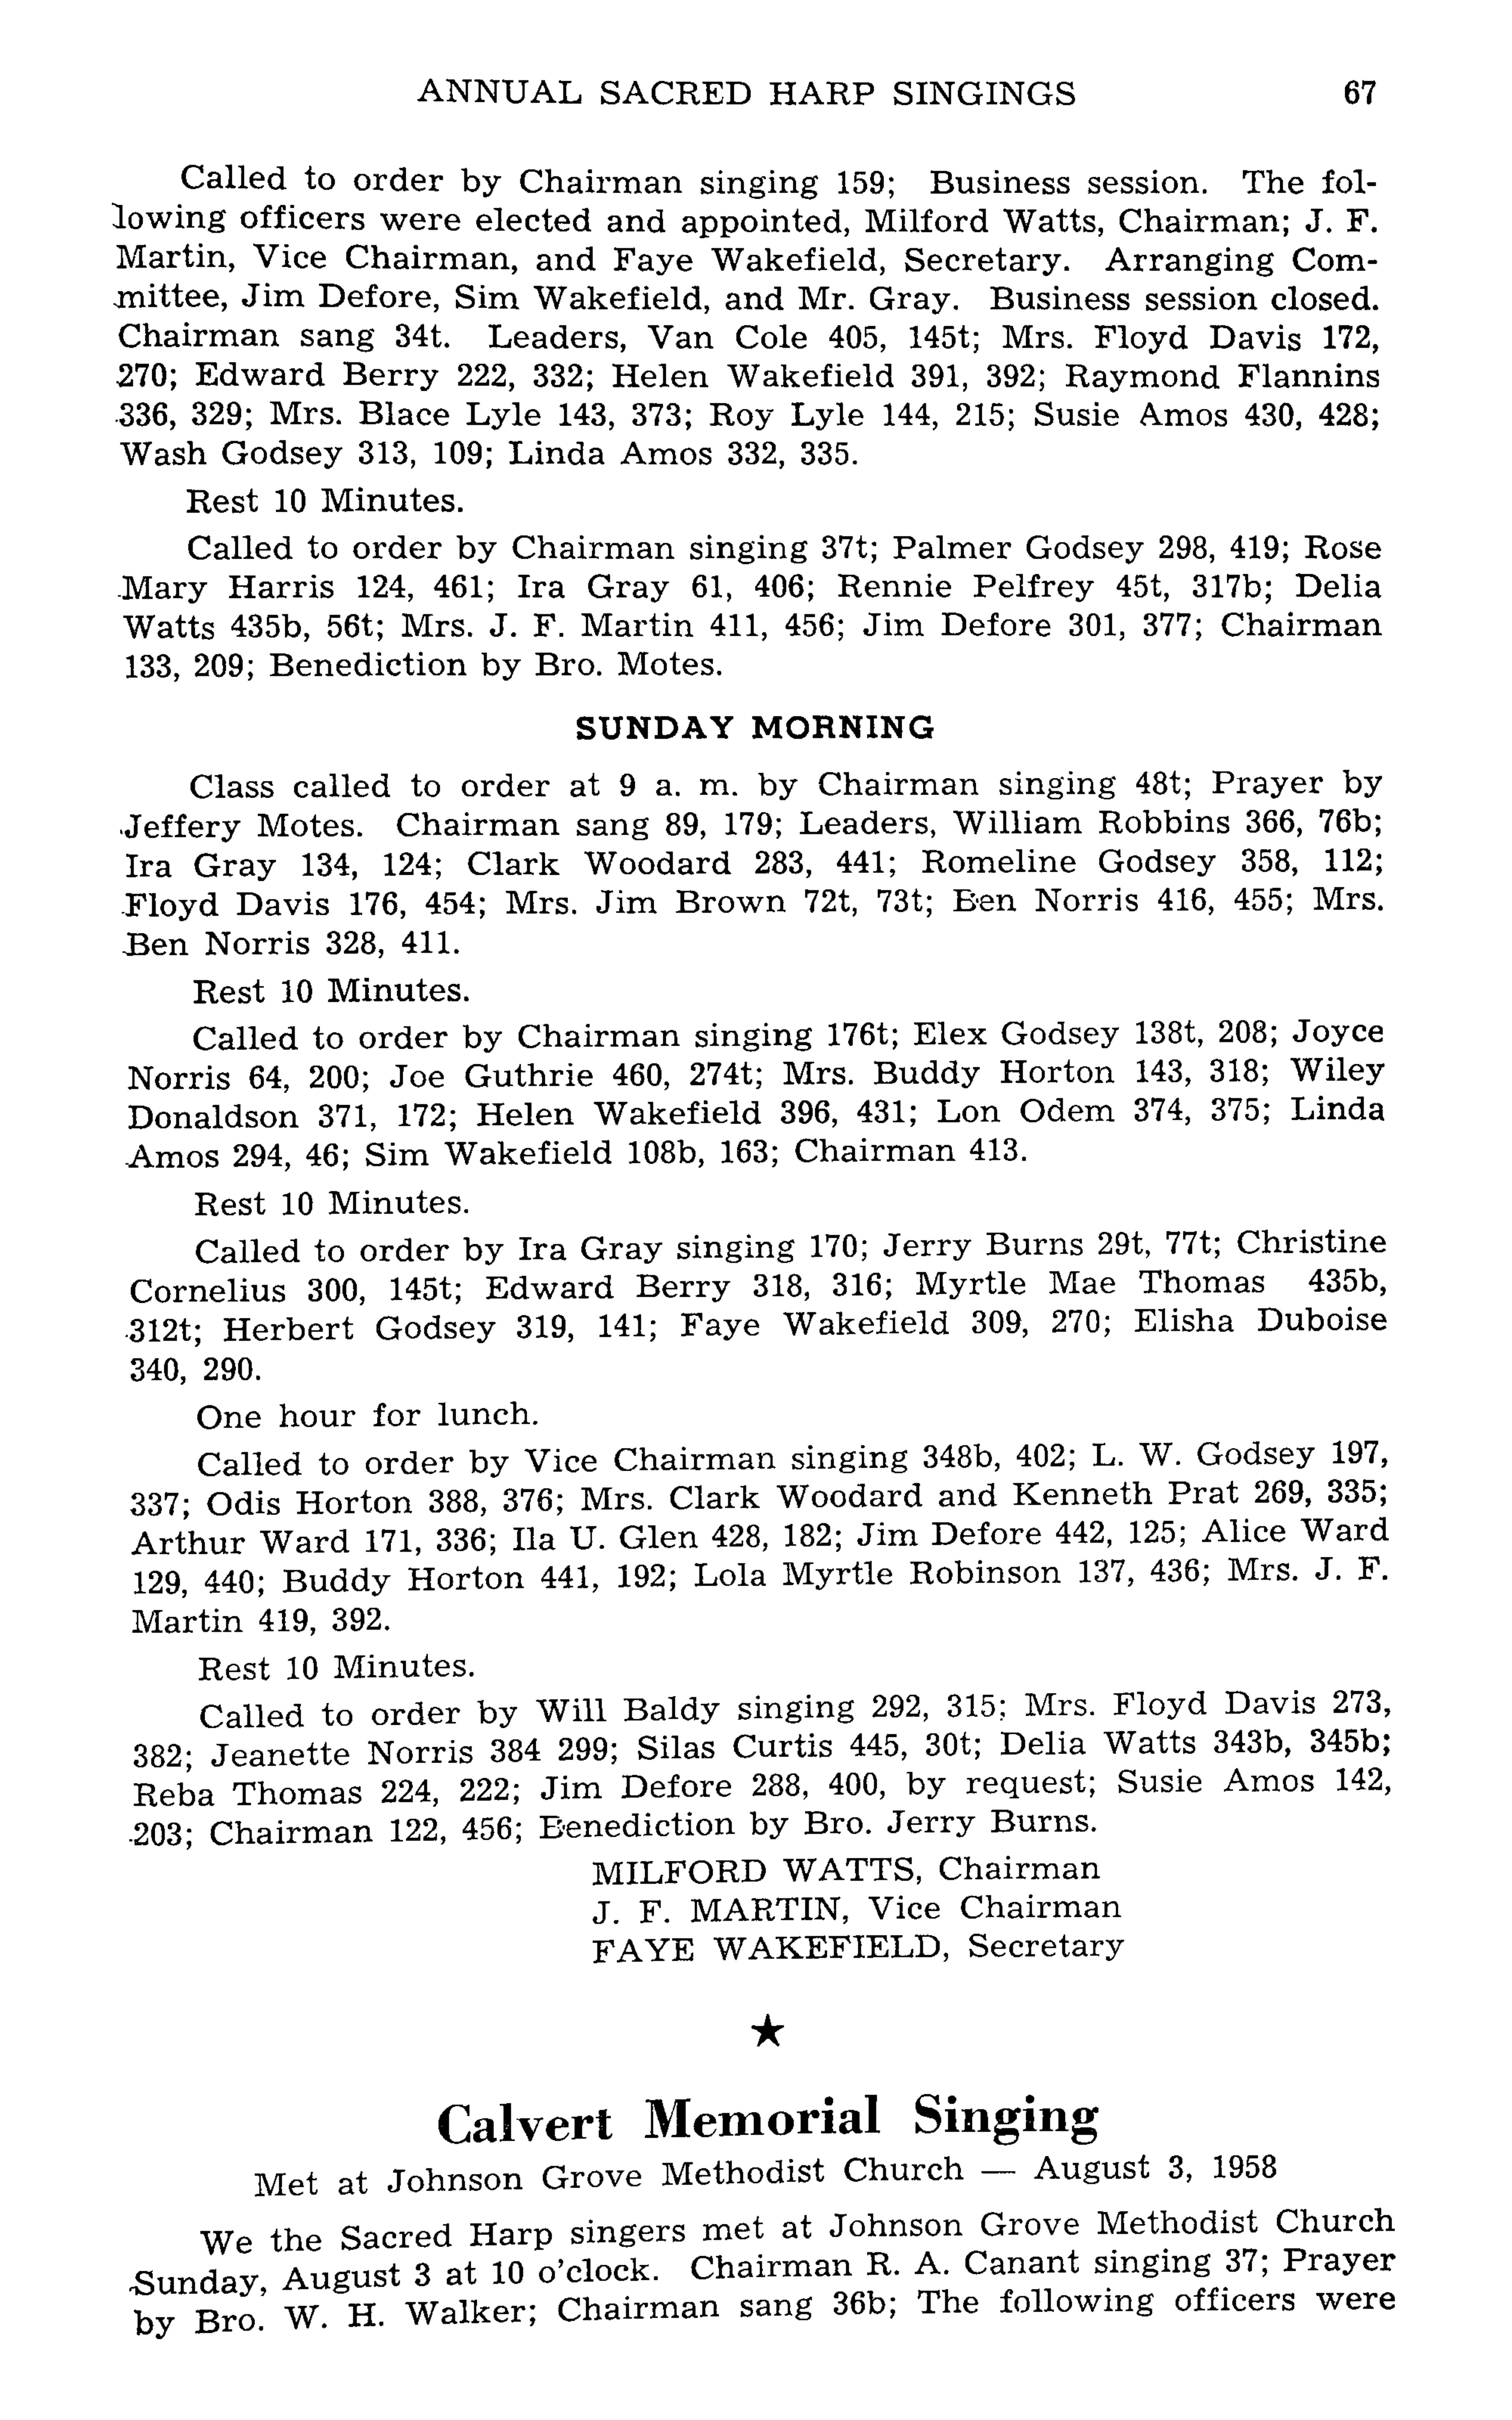 ANNUAL SACRED HARP SINGINGS 67
Called to order by Chairman singing 159; Business session. The fol-
lowing officers were elected and appointed, Milford Watts, Chairman; J. F.
Martin, Vice Chairman, and Faye Wakefield, Secretary. Arranging Com-
mittee, Jim Defore, Sim Wakefield, and Mr. Gray. Business session closed.
Chairman sang 34t. Leaders, Van Cole 405, 145t; Mrs. Floyd Davis 172,
270; Edward Berry 222, 332; Helen Wakefield 391, 392; Raymond Flannins
336, 329; Mrs. Blace Lyle 143, 373; Roy Lyle 144, 215; Susie Amos 430, 428;
Wash Godsey 313, 109; Linda Amos 332, 335.
Rest 10 Minutes.
Called to order by Chairman singing 37t; Palmer Godsey 298, 419; Rose
Mary Harris 124, 461; Ira Gray 61, 406; Rennie Pelfrey 45t, 317b; Delia
Watts 435b, 56t; Mrs. J. F. Martin 411, 456; Jim Defore 301, 377; Chairman
133, 209; Benediction by Bro. Motes.
SUNDAY MORNING
Class called to order at 9 a. m. by Chairman singing 48t; Prayer by
Jeffery Motes. Chairman sang 89, 179; Leaders, William Robbins 366, 76b;
Ira Gray 134, 124; Clark Woodard 283, 441; Romeline Godsey 358, 112;
Floyd Davis 176, 454; Mrs. Jim Brown 72t, 73t; Ben Norris 416, 455; Mrs.
Ben Norris 328, 411.
Rest 10 Minutes.
Called to order by Chairman singing 176t; Elex Godsey 138t, 208; Joyce
Norris 64, 200; Joe Guthrie 460, 274t; Mrs. Buddy Horton 143, 318; Wiley
Donaldson 371, 172; Helen Wakefield 396, 431; Lon Odem 374, 375; Linda
Amos 294, 46; Sim Wakefield 108b, 163; Chairman 413.
Rest 10 Minutes.
Called to order by Ira Gray singing 170; Jerry Burns 29t, 77t; Christine
Cornelius 300, 145t; Edward Berry 318, 316; Myrtle Mae Thomas 435b,
312t; Herbert Godsey 319, 141; Faye Wakefield 309, 270; Elisha Duboise
340, 290.
One hour for lunch.
Called to order by Vice Chairman singing 348b, 402; L. W. Godsey 197,
337; Odis Horton 388, 376; Mrs. Clark Woodard and Kenneth Prat 269, 335;
Arthur Ward 171, 336; Ila U. Glen 428, 182; Jim Defore 442, 125; Alice Ward
129, 440; Buddy Horton 441, 192; Lola Myrtle Robinson 137, 436; Mrs. J. F.
Martin 419, 392.
Rest 10 Minutes.
Called to order by Will Baldy singing 292, 315; Mrs. Floyd Davis 273,
382; Jeanette Norris 384 299; Silas Curtis 445, 30t; Delia Watts 343b, 345b;
Reba Thomas 224, 222; Jim Defore 288, 400, by request; Susie Amos 142,
203; Chairman 122, 456; Benediction by Bro. Jerry Burns.
MILFORD WATTS, Chairman
J. F. MARTIN, Vice Chairman
FAYE WAKEFIELD, Secretary
★
Calvert Memorial Singing
Met at Johnson Grove Methodist Church — August 3, 1958
We the Sacred Harp singers met at Johnson Grove Methodist Church
Sunday, August 3 at 10 o'clock. Chairman R. A. Canant singing 37; Prayer
by Bro. W. H. Walker; Chairman sang 36b; The following officers were